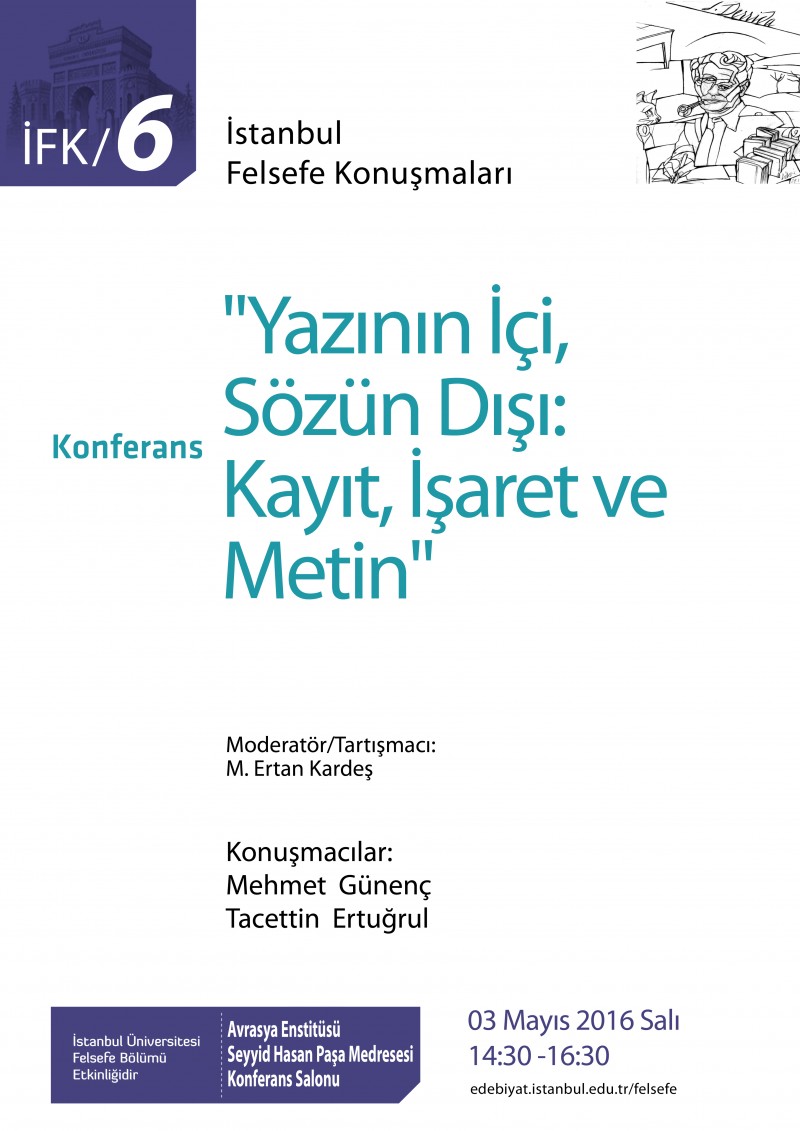 İFK/6
İstanbul
Felsefe Konuşmaları
J. Derrida
"Yazının İçi,
Sözün Dışı:
Kayıt, İşaret ve
Metin"
Konferans
Moderatör/Tartışmacı:
M. Ertan Kardeş
Konuşmacılar:
Mehmet Günenç
Tacettin Ertuğrul
İstanbul Üniversitesi
Felsefe Bölümü
Etkinliğidir
Avrasya Enstitüsü
Seyyid Hasan Paşa Medresesi
Konferans Salonu
03 Mayıs 2016 Salı
14:30 -16:30
edebiyat.istanbul.edu.tr/felsefe